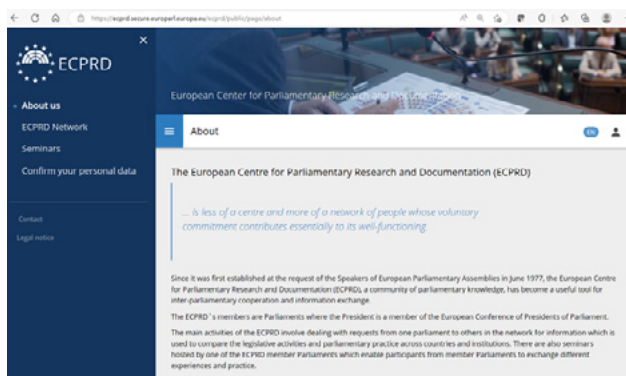 https://ecprd.secure.europarl.europa.eu/ecprd/public/page/about
ECPRD
About us
ECPRD Network
Seminars
Confirm your personal data
Contact
Legal notice
European Center for Parliamentary Research and Documentation
About
EN
The European Centre for Parliamentary Research and Documentation (ECPRD)
... is less of a centre and more of a network of people whose voluntary
commitment contributes essentially to its well-functioning.
Since it was first established at the request of the Speakers of European Parliamentary Assemblies in June 1977, the European Centre
for Parliamentary Research and Documentation (ECPRD), a community of parliamentary knowledge, has become a useful tool for
inter-parliamentary cooperation and information exchange.
The ECPRD`s members are Parliaments where the President is a member of the European Conference of Presidents of Parliament.
The main activities of the ECPRD involve dealing with requests from one parliament to others in the network for information which is
used to compare the legislative activities and parliamentary practice across countries and institutions. There are also seminars
hosted by one of the ECPRD member Parliaments which enable participants from member Parliaments to exchange different
experiences and practice.